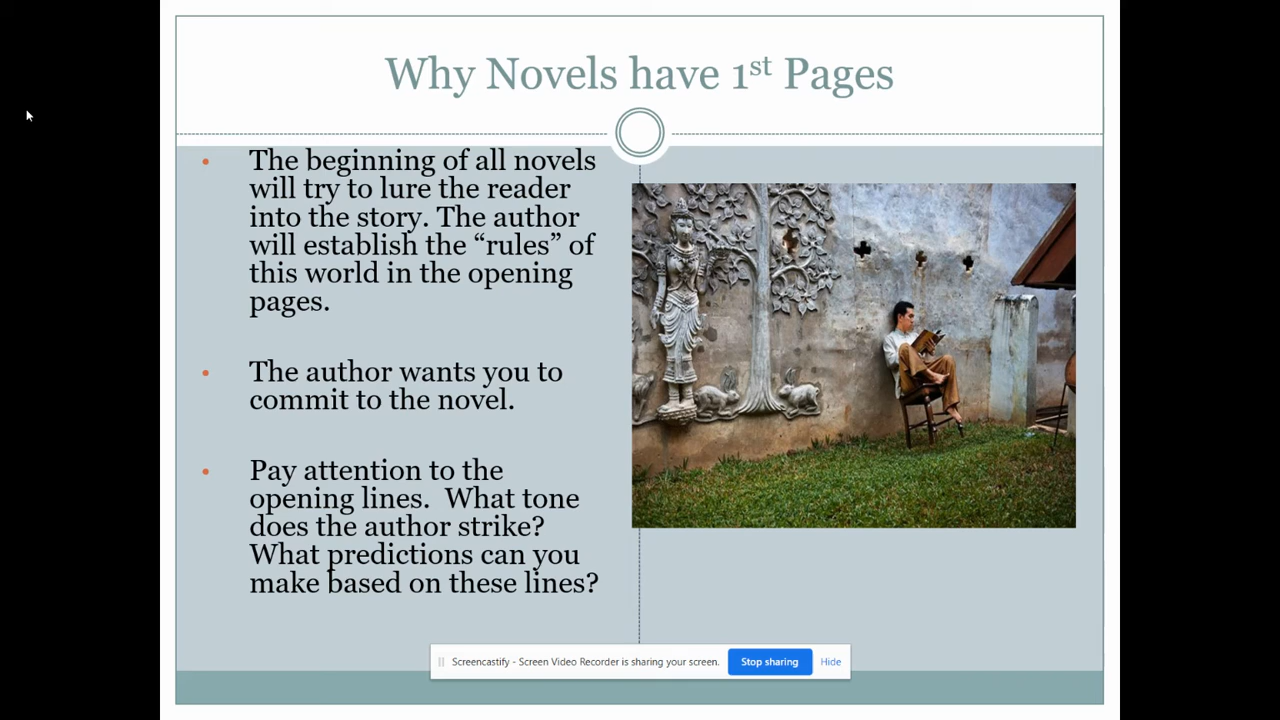 Why Novels have 1st Pages
• The beginning of all novels
will try to lure the reader
into the story. The author
will establish the “rules” of
this world in the opening
pages.
• The author wants you to
commit to the novel.
• Pay attention to the
opening lines.  What tone
does the author strike?
What predictions can you
make based on these lines?
Screencastify - Screen Video Recorder is sharing your screen.
Stop sharing
Hide